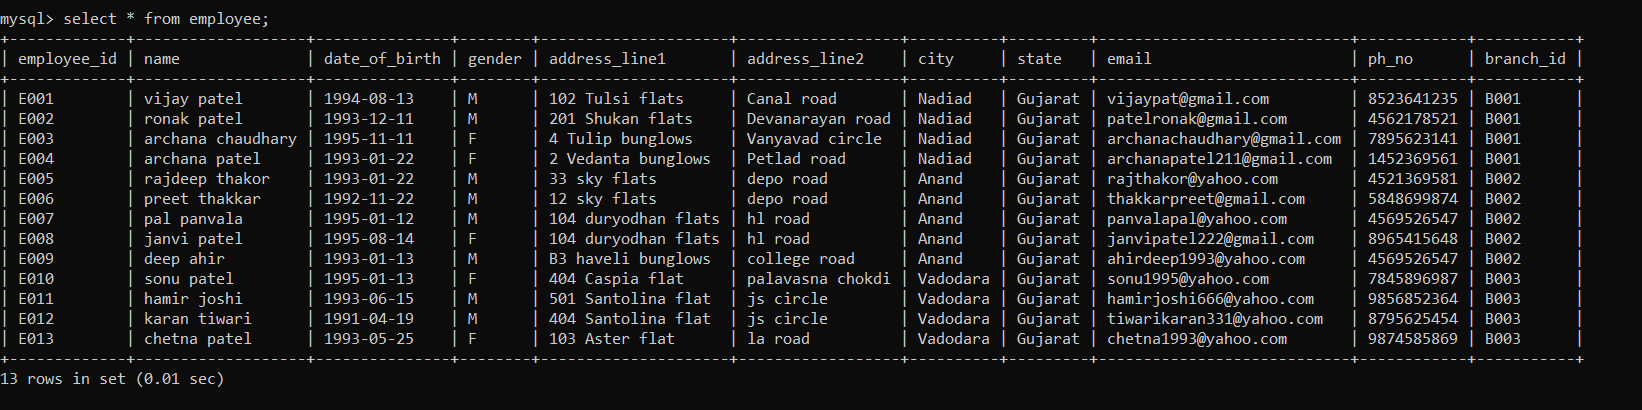 mysql> select * from employee;
+-------------+-------------------+---------------+--------+---------------------+------------------+----------+---------+----------------------------+------------+-----------+
| employee_id | name              | date_of_birth | gender | address_line1       | address_line2    | city     | state   | email                      | ph_no      | branch_id |
+-------------+-------------------+---------------+--------+---------------------+------------------+----------+---------+----------------------------+------------+-----------+
| E001        | vijay patel       | 1994-08-13    | M      | 102 Tulsi flats     | Canal road       | Nadiad   | Gujarat | vijaypat@gmail.com         | 8523641235 | B001      |
| E002        | ronak patel       | 1993-12-11    | M      | 201 Shukan flats    | Devanarayan road | Nadiad   | Gujarat | patelronak@gmail.com       | 4562178521 | B001      |
| E003        | archana chaudhary | 1995-11-11    | F      | 4 Tulip bunglows    | Vanyavad circle  | Nadiad   | Gujarat | archanachaudhary@gmail.com | 7895623141 | B001      |
| E004        | archana patel     | 1993-01-22    | F      | 2 Vedanta bunglows  | Petlad road      | Nadiad   | Gujarat | archanapatel211@gmail.com  | 1452369561 | B001      |
| E005        | rajdeep thakor    | 1993-01-22    | M      | 33 sky flats        | depo road        | Anand    | Gujarat | rajthakor@yahoo.com        | 4521369581 | B002      |
| E006        | preet thakkar     | 1992-11-22    | M      | 12 sky flats        | depo road        | Anand    | Gujarat | thakkarpreet@gmail.com     | 5848699874 | B002      |
| E007        | pal panvala       | 1995-01-12    | M      | 104 duryodhan flats | hl road          | Anand    | Gujarat | panvalapal@yahoo.com       | 4569526547 | B002      |
| E008        | janvi patel       | 1995-08-14    | F      | 104 duryodhan flats | hl road          | Anand    | Gujarat | janvipatel222@gmail.com    | 8965415648 | B002      |
| E009        | deep ahir         | 1993-01-13    | M      | B3 haveli bunglows  | college road     | Anand    | Gujarat | ahirdeep1993@yahoo.com     | 4569526547 | B002      |
| E010        | sonu patel        | 1995-01-13    | F      | 404 Caspia flat     | palavasna chokdi | Vadodara | Gujarat | sonu1995@yahoo.com         | 7845896987 | B003      |
| E011        | hamir joshi       | 1993-06-15    | M      | 501 Santolina flat  | js circle        | Vadodara | Gujarat | hamirjoshi666@yahoo.com    | 9856852364 | B003      |
| E012        | karan tiwari      | 1991-04-19    | M      | 404 Santolina flat  | js circle        | Vadodara | Gujarat | tiwarikaran331@yahoo.com   | 8795625454 | B003      |
| E013        | chetna patel      | 1993-05-25    | F      | 103 Aster flat      | la road          | Vadodara | Gujarat | chetna1993@yahoo.com       | 9874585869 | B003      |
+-------------+-------------------+---------------+--------+---------------------+------------------+----------+---------+----------------------------+------------+-----------+
13 rows in set (0.01 sec)